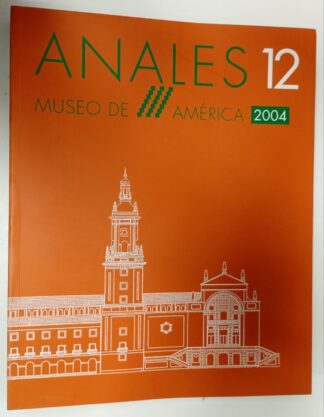 ANALES 12
MUSEO DE AMÉRICA 2004